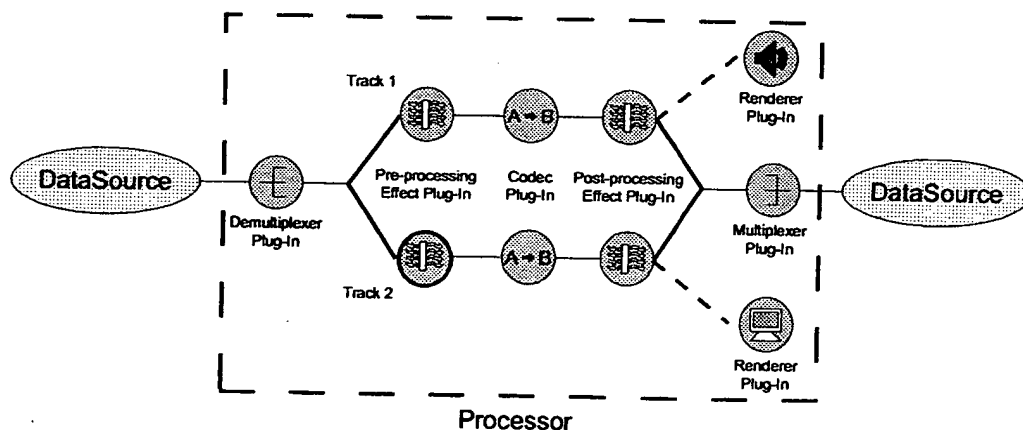 Track 1
Renderer
Plug-In
A→B
DataSource
Pre-processing
Effect Plug-In
Codec
Plug-In
Post-processing
Effect Plug-In
DataSource
Demultiplexer
Plug-In
Multiplexer
Plug-In
A→B
Track 2
Renderer
Plug-In
Processor